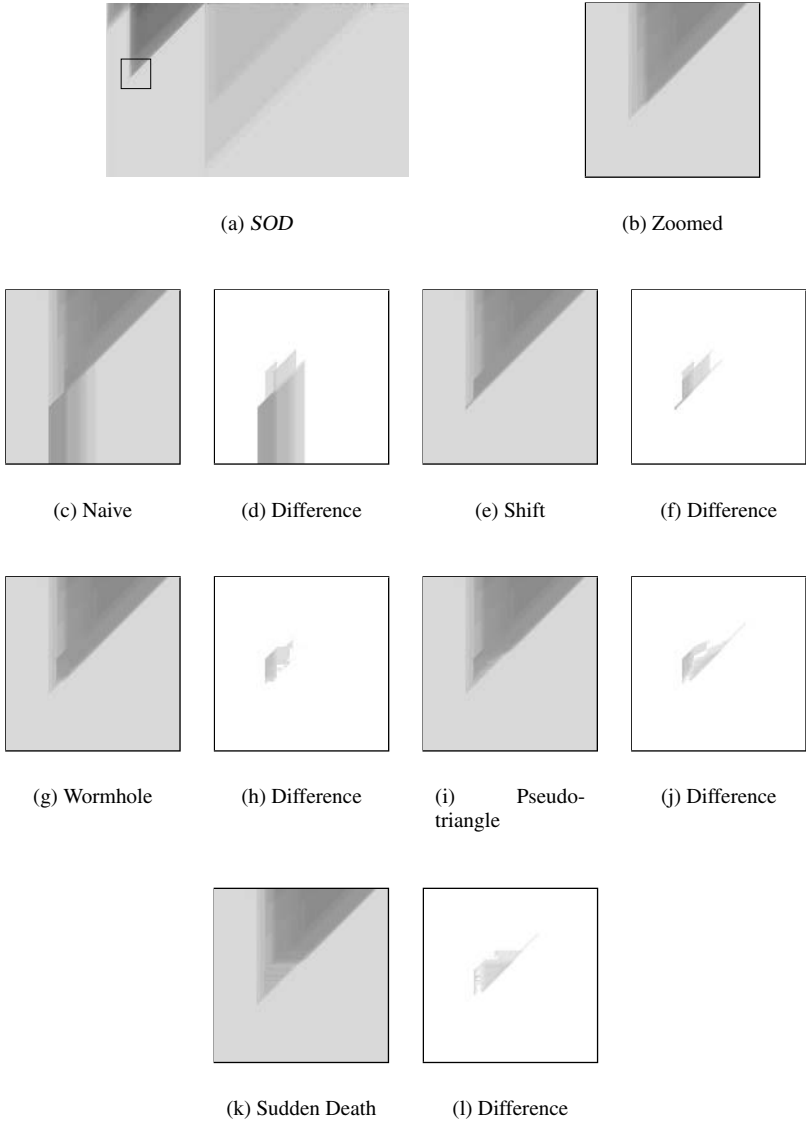 (a) SOD
(b) Zoomed
(c) Naive
(d) Difference
(e) Shift
(f) Difference
(g) Wormhole
(h) Difference
(i) Pseudo-
triangle
(j) Difference
(k) Sudden Death
(l) Difference